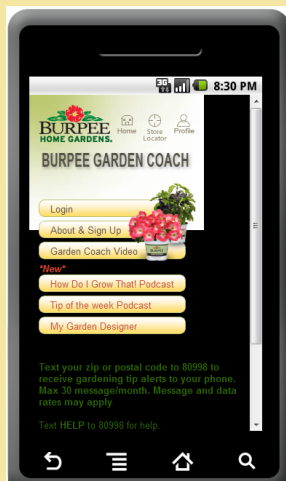 3G 8:30 PM
BURPEE
HOME GARDENS.
Home
Store
Locator
Profile
BURPEE GARDEN COACH
Login
About & Sign Up
Garden Coach Video
*New*
How Do I Grow That! Podcast
Tip of the week Podcast
My Garden Designer
Text your zip or postal code to 80998 to
receive gardening tip alerts to your phone.
Max 30 message/month. Message and data
rates may apply.
Text HELP to 80998 for help.